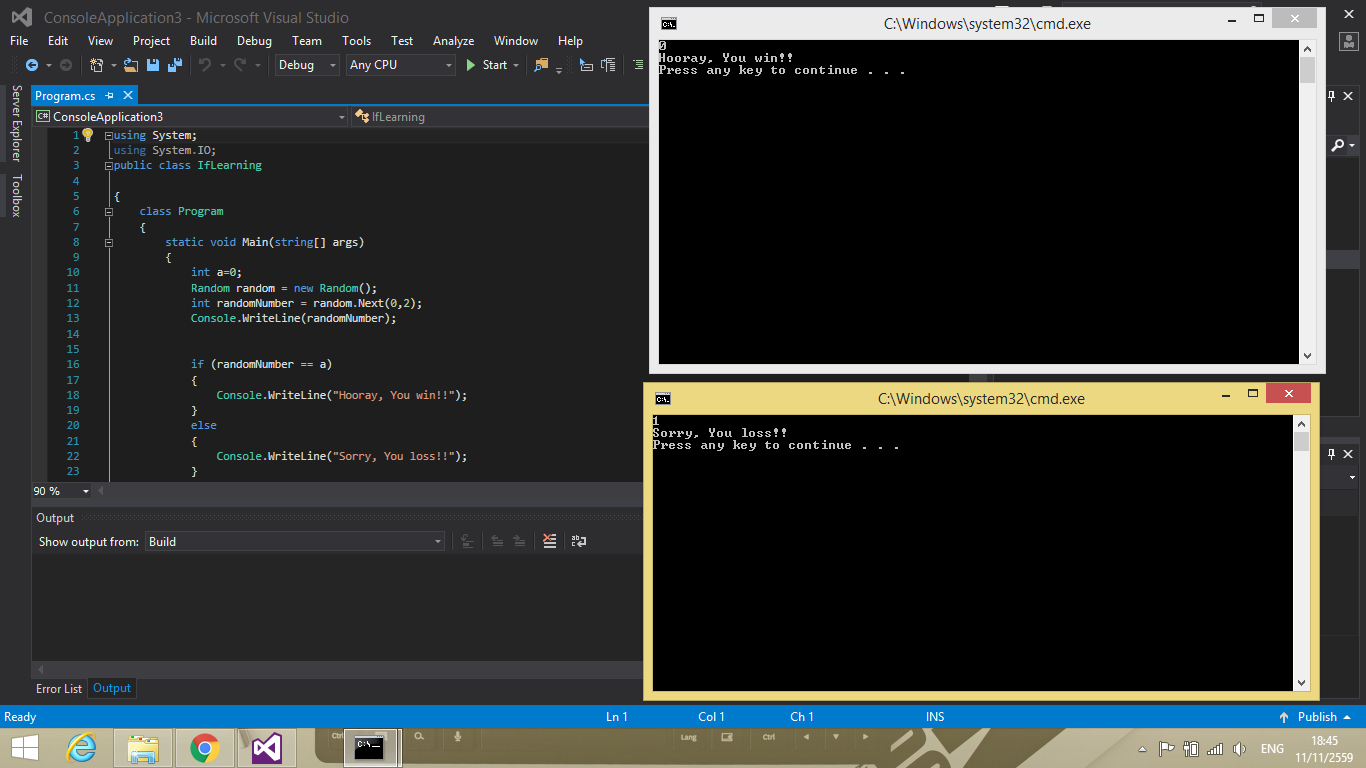 ConsoleApplication3 - Microsoft Visual Studio
File Edit View Project Build Debug Team Tools Test Analyze Window Help
Debug Any CPU Start
Server Explorer
Toolbox
Program.cs
C# ConsoleApplication3 IfLearning
1 using System;
2 using System.IO;
3 public class IfLearning
4
5 {
6 class Program
7 {
8 static void Main(string[] args)
9 {
10 int a=0;
11 Random random = new Random();
12 int randomNumber = random.Next(0,2);
13 Console.WriteLine(randomNumber);
14
15
16 if (randomNumber == a)
17 {
18 Console.WriteLine("Hooray, You win!!");
19 }
20 else
21 {
22 Console.WriteLine("Sorry, You loss!!");
23 }
90 %
Output
Show output from: Build
Error List Output
Ready Ln 1 Col 1 Ch 1 INS Publish
C:\Windows\system32\cmd.exe
0
Hooray, You win!!
Press any key to continue . . .
C:\Windows\system32\cmd.exe
1
Sorry, You loss!!
Press any key to continue . . .
Ctrl Lang Ctrl
ENG
18:45
11/11/2559